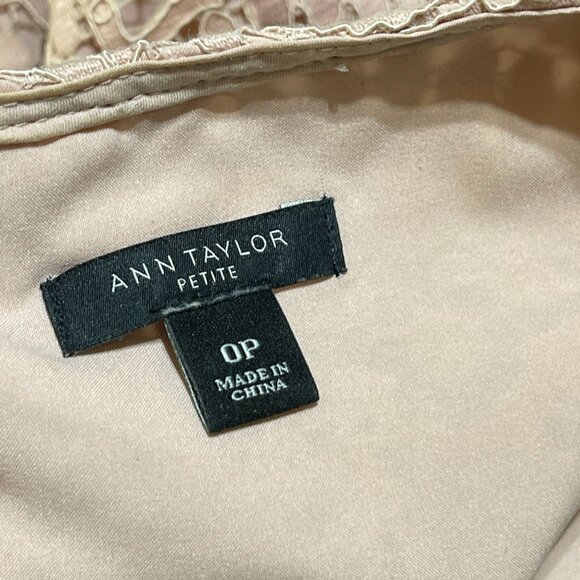 ANN TAYLOR
PETITE
0P
MADE IN
CHINA